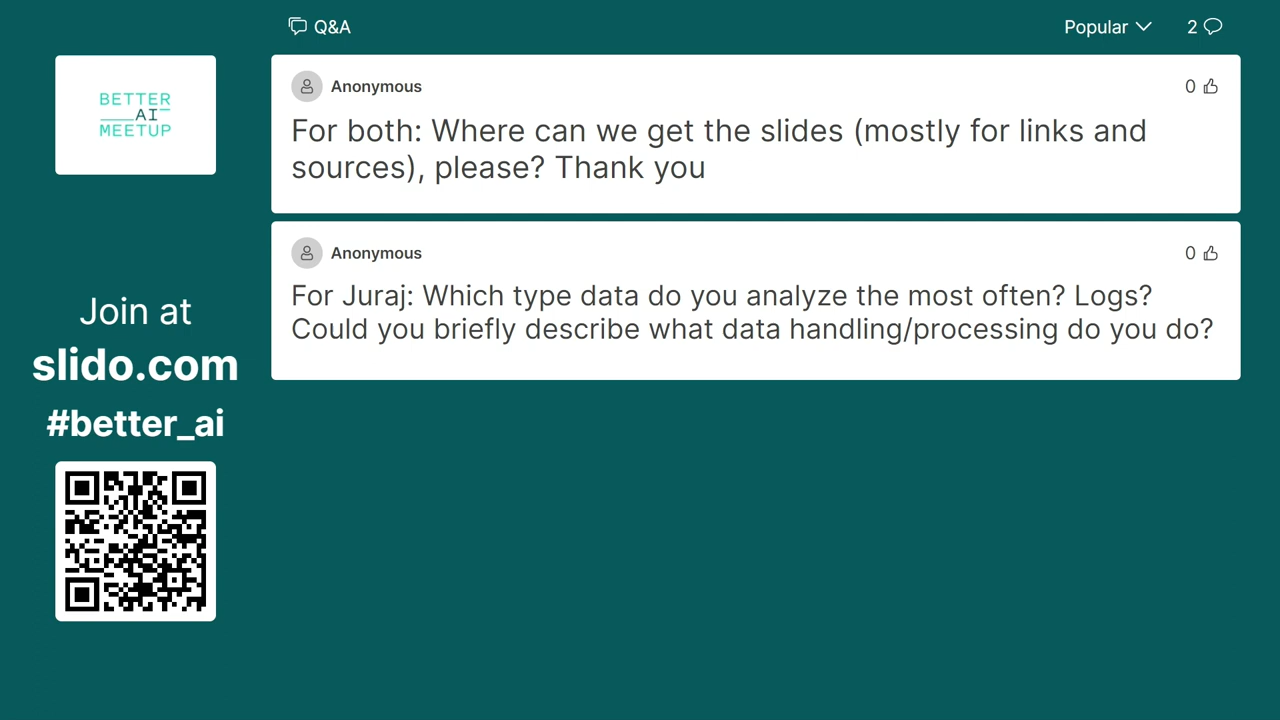 Q&A
Popular
2
BETTER
AI
MEETUP
Anonymous
0
For both: Where can we get the slides (mostly for links and
sources), please? Thank you
Anonymous
0
For Juraj: Which type data do you analyze the most often? Logs?
Could you briefly describe what data handling/processing do you do?
Join at
slido.com
#better_ai